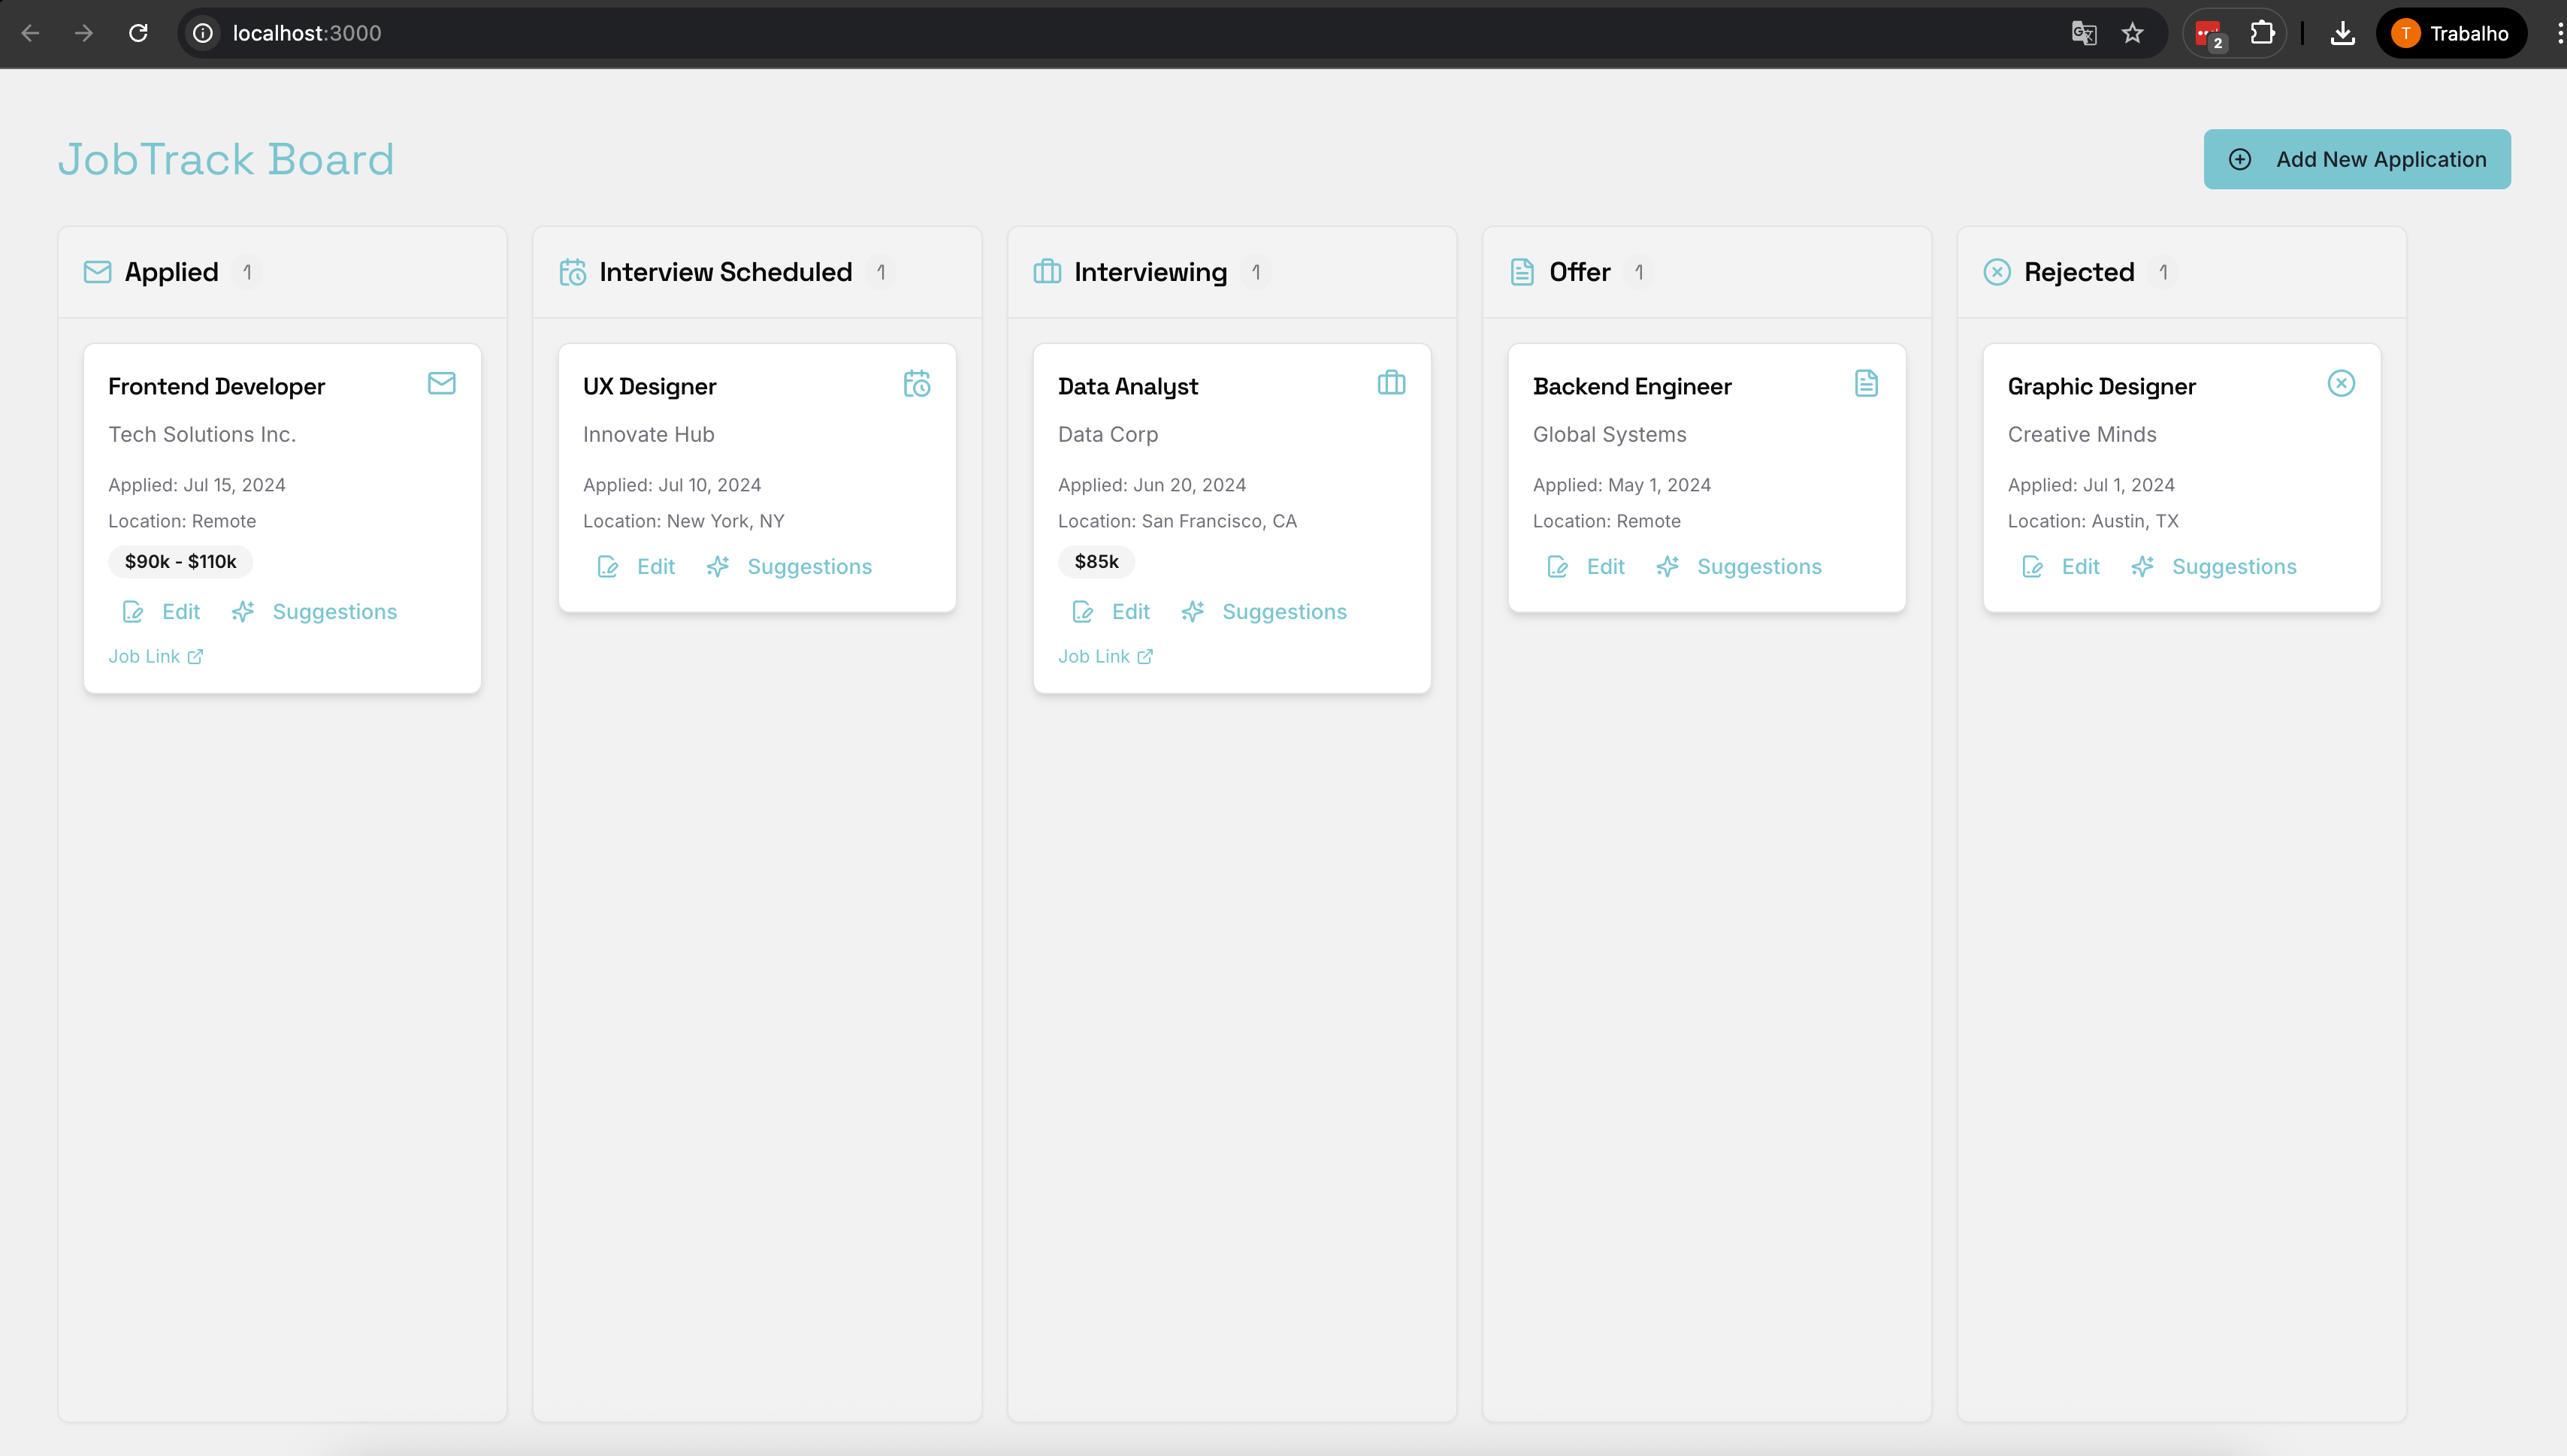 localhost:3000
2
T
Trabalho
JobTrack Board
Add New Application
Applied 1
Frontend Developer
Tech Solutions Inc.
Applied: Jul 15, 2024
Location: Remote
$90k - $110k
Edit Suggestions
Job Link
Interview Scheduled 1
UX Designer
Innovate Hub
Applied: Jul 10, 2024
Location: New York, NY
Edit Suggestions
Interviewing 1
Data Analyst
Data Corp
Applied: Jun 20, 2024
Location: San Francisco, CA
$85k
Edit Suggestions
Job Link
Offer 1
Backend Engineer
Global Systems
Applied: May 1, 2024
Location: Remote
Edit Suggestions
Rejected 1
Graphic Designer
Creative Minds
Applied: Jul 1, 2024
Location: Austin, TX
Edit Suggestions